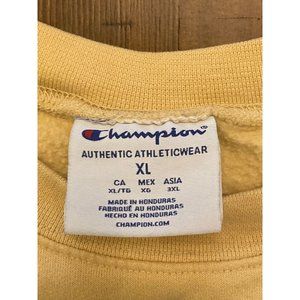 Champion
AUTHENTIC ATHLETICWEAR
XL
CA MEX ASIA
XL/TG XG 3XL
MADE IN HONDURAS
FABRIQUÉ AU HONDURAS
HECHO EN HONDURAS
CHAMPION.COM